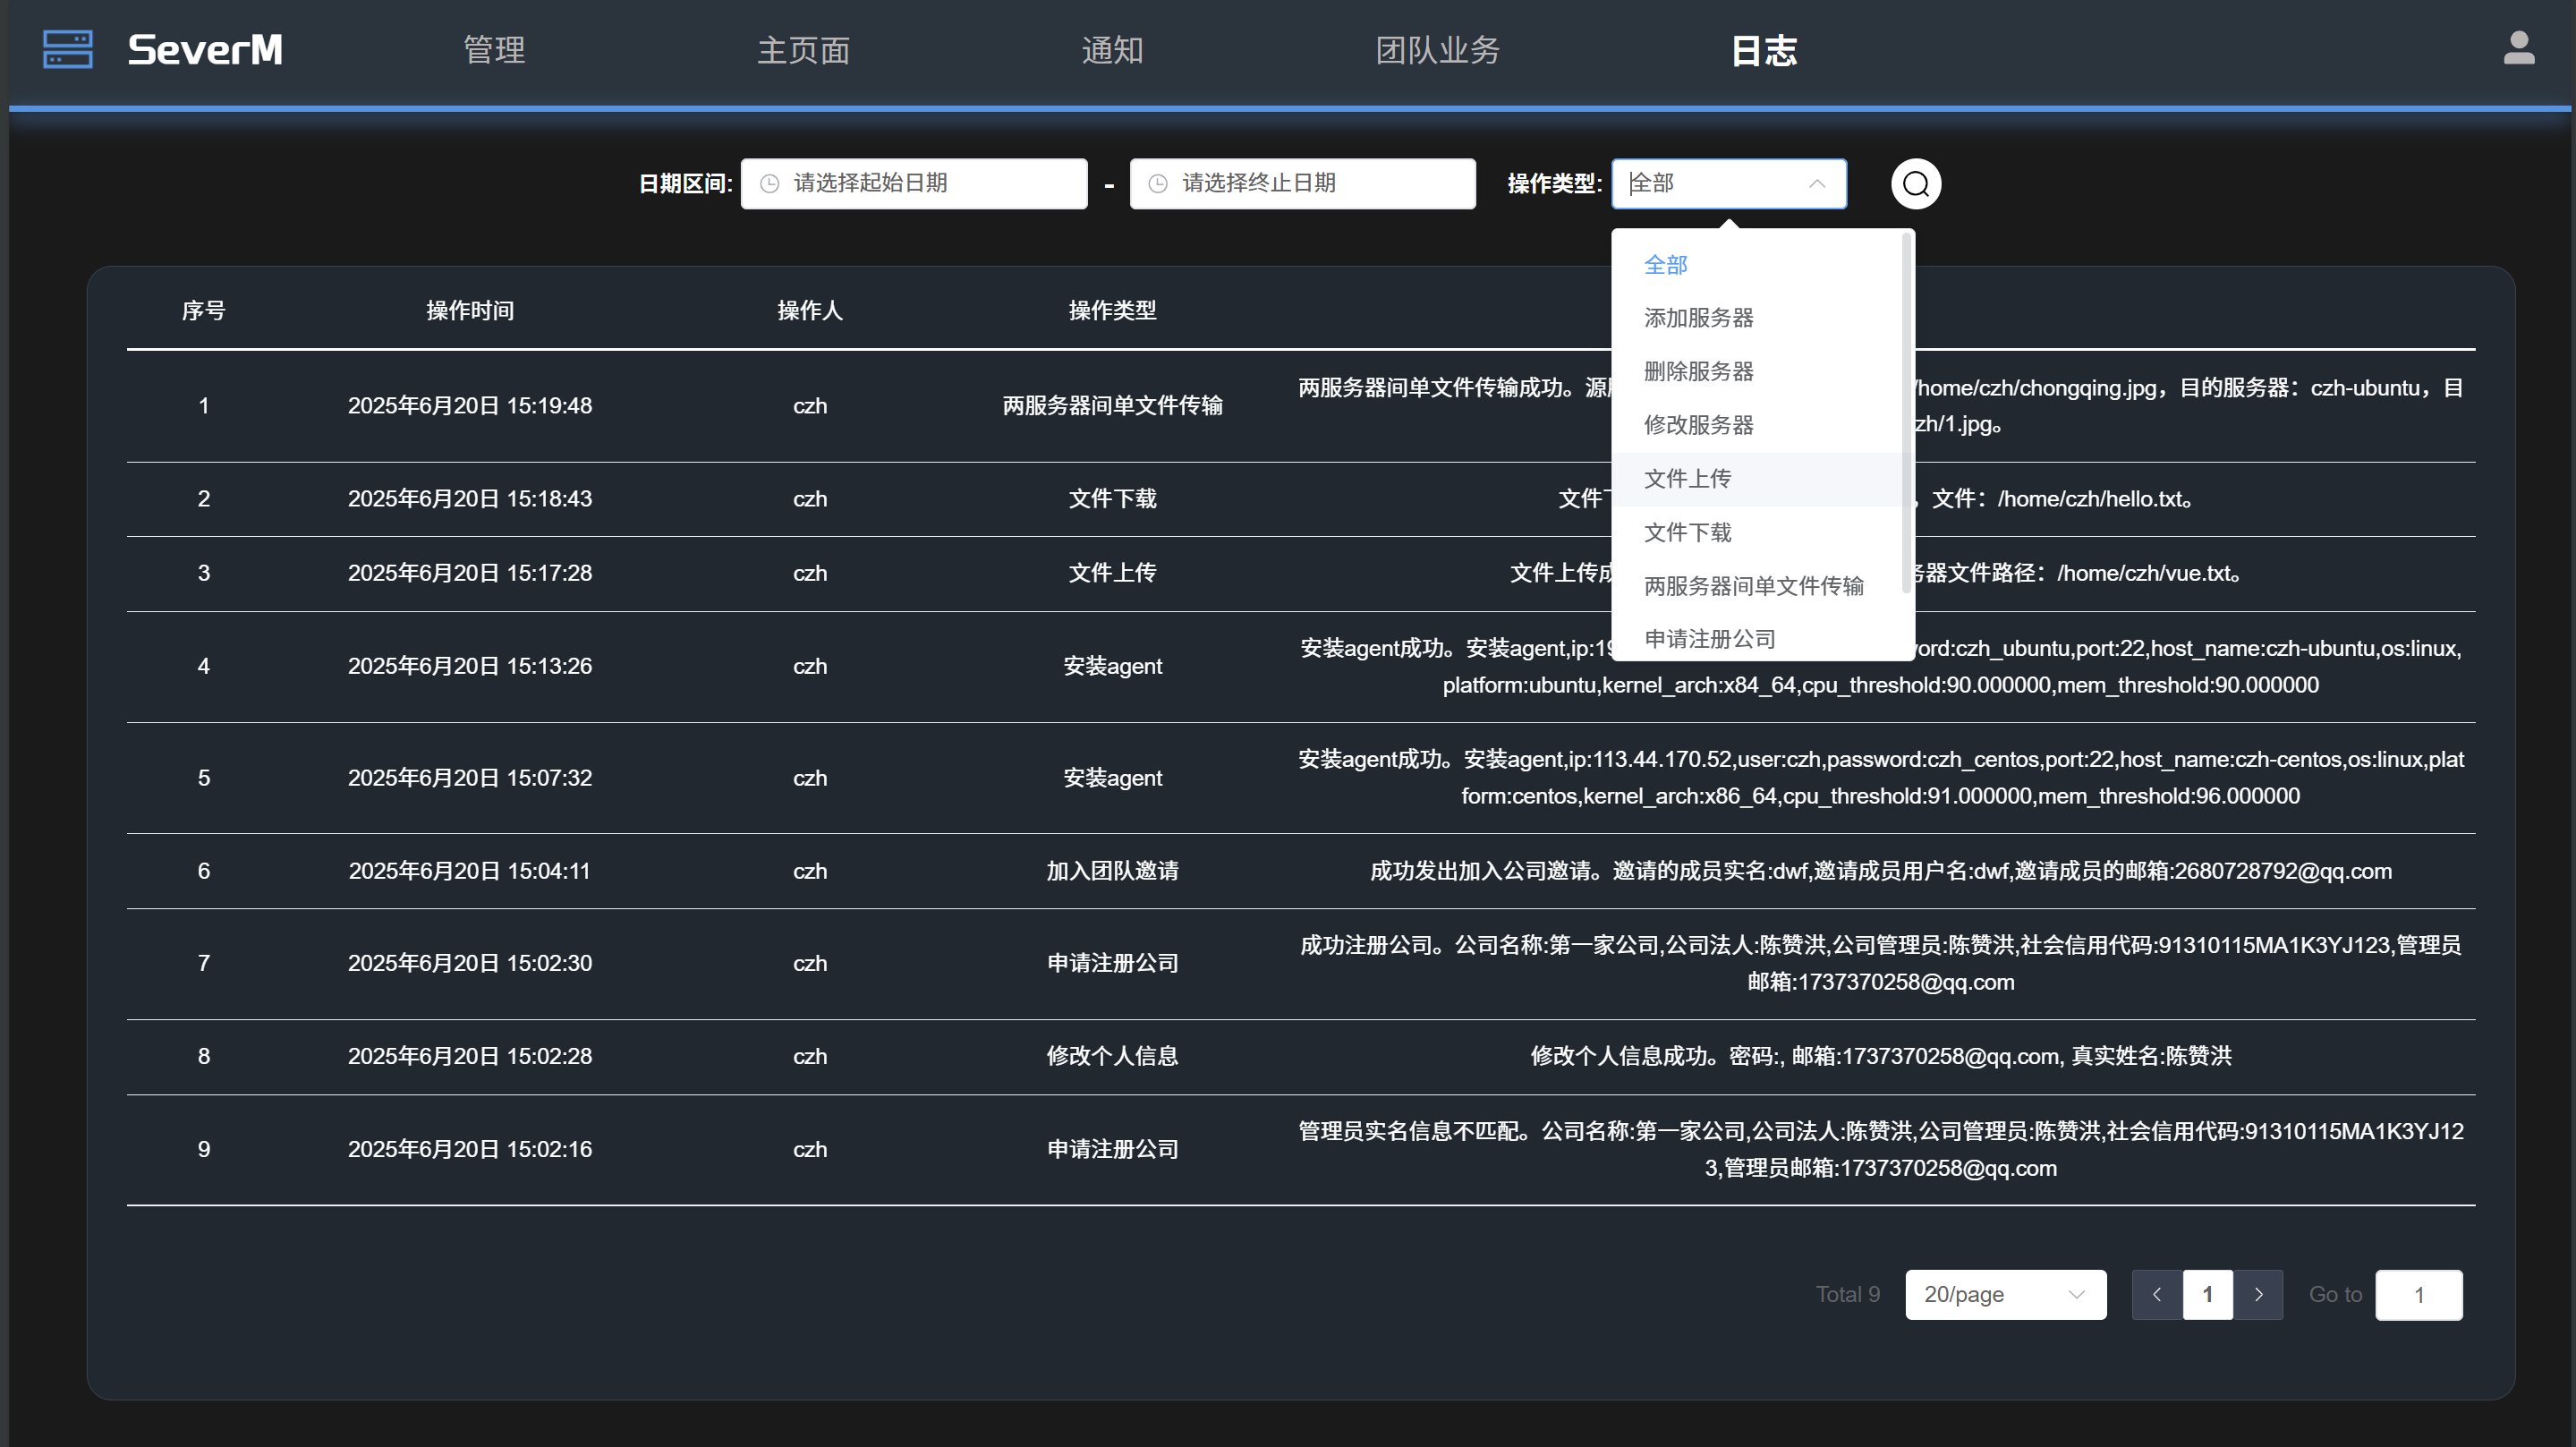 SeverM 管理 主页面 通知 团队业务 日志
日期区间: 请选择起始日期 - 请选择终止日期 操作类型: 全部
全部
添加服务器
删除服务器
修改服务器
文件上传
文件下载
两服务器间单文件传输
申请注册公司
序号 操作时间 操作人 操作类型
1 2025年6月20日 15:19:48 czh 两服务器间单文件传输 两服务器间单文件传输成功。 /home/czh/chongqing.jpg，目的服务器：czh-ubuntu，目
zh/1.jpg。
2 2025年6月20日 15:18:43 czh 文件下载 文件 文件：/home/czh/hello.txt。
3 2025年6月20日 15:17:28 czh 文件上传 文件上传 器文件路径：/home/czh/vue.txt。
4 2025年6月20日 15:13:26 czh 安装agent 安装agent成功。安装agent,ip:19 ord:czh_ubuntu,port:22,host_name:czh-ubuntu,os:linux,
platform:ubuntu,kernel_arch:x84_64,cpu_threshold:90.000000,mem_threshold:90.000000
5 2025年6月20日 15:07:32 czh 安装agent 安装agent成功。安装agent,ip:113.44.170.52,user:czh,password:czh_centos,port:22,host_name:czh-centos,os:linux,plat
form:centos,kernel_arch:x86_64,cpu_threshold:91.000000,mem_threshold:96.000000
6 2025年6月20日 15:04:11 czh 加入团队邀请 成功发出加入公司邀请。邀请的成员实名:dwf,邀请成员用户名:dwf,邀请成员的邮箱:2680728792@qq.com
7 2025年6月20日 15:02:30 czh 申请注册公司 成功注册公司。公司名称:第一家公司,公司法人:陈赞洪,公司管理员:陈赞洪,社会信用代码:91310115MA1K3YJ123,管理员
邮箱:1737370258@qq.com
8 2025年6月20日 15:02:28 czh 修改个人信息 修改个人信息成功。密码:, 邮箱:1737370258@qq.com, 真实姓名:陈赞洪
9 2025年6月20日 15:02:16 czh 申请注册公司 管理员实名信息不匹配。公司名称:第一家公司,公司法人:陈赞洪,公司管理员:陈赞洪,社会信用代码:91310115MA1K3YJ12
3,管理员邮箱:1737370258@qq.com
Total 9 20/page 1 Go to 1